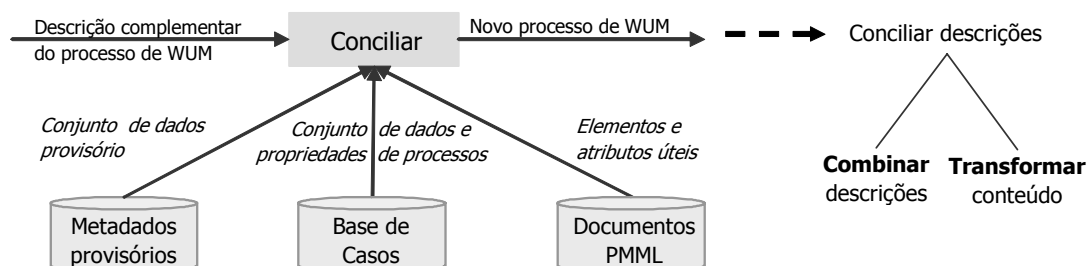 Descrição complementar
do processo de WUM
Conciliar
Novo processo de WUM
Conciliar descrições
Conjunto de dados
provisório
Conjunto de dados e
propriedades de processos
Elementos e
atributos úteis
Combinar
descrições
Transformar
conteúdo
Metadados
provisórios
Base de
Casos
Documentos
PMML